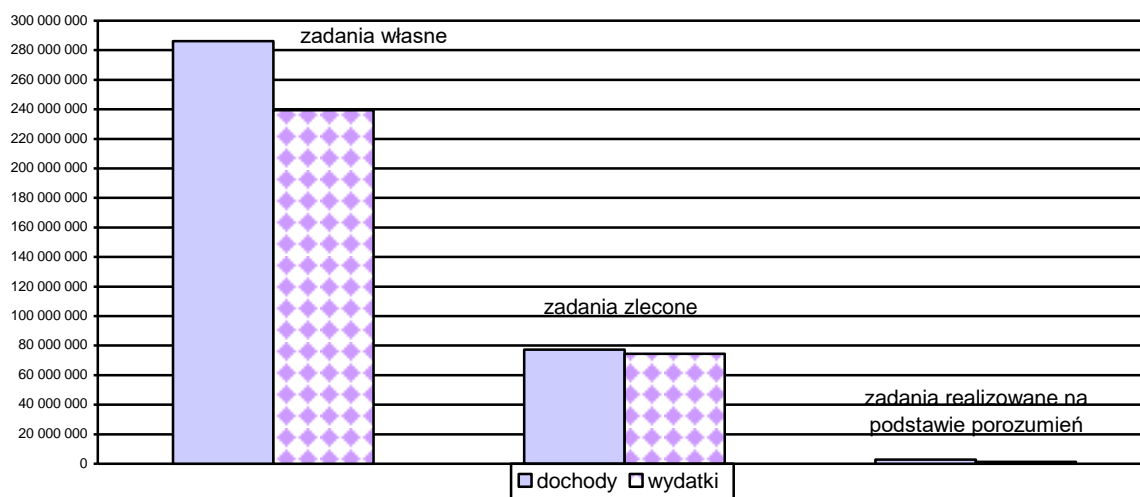 300 000 000
280 000 000
260 000 000
240 000 000
220 000 000
200 000 000
180 000 000
160 000 000
140 000 000
120 000 000
100 000 000
80 000 000
60 000 000
40 000 000
20 000 000
0
zadania własne
zadania zlecone
zadania realizowane na
podstawie porozumień
dochody wydatki